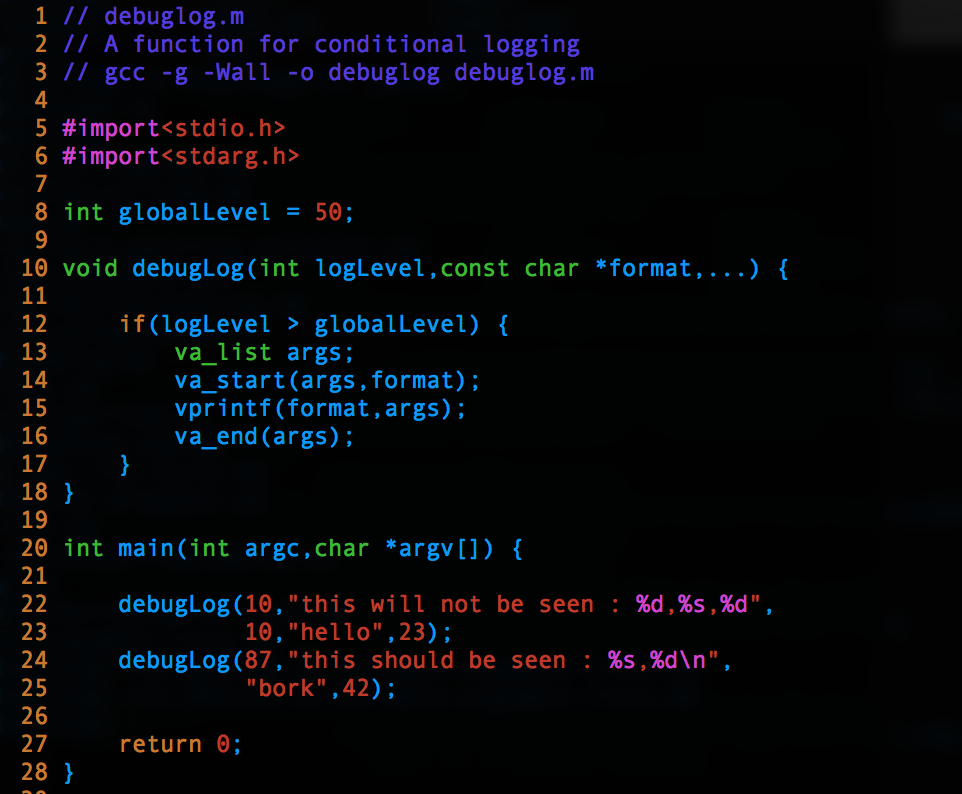 1 // debuglog.m
2 // A function for conditional logging
3 // gcc -g -Wall -o debuglog debuglog.m
4
5 #import<stdio.h>
6 #import<stdarg.h>
7
8 int globalLevel = 50;
9
10 void debugLog(int logLevel,const char *format,...) {
11
12     if(logLevel > globalLevel) {
13         va_list args;
14         va_start(args,format);
15         vprintf(format,args);
16         va_end(args);
17     }
18 }
19
20 int main(int argc,char *argv[]) {
21
22     debugLog(10,"this will not be seen : %d,%s,%d",
23              10,"hello",23);
24     debugLog(87,"this should be seen : %s,%d\n",
25              "bork",42);
26
27     return 0;
28 }